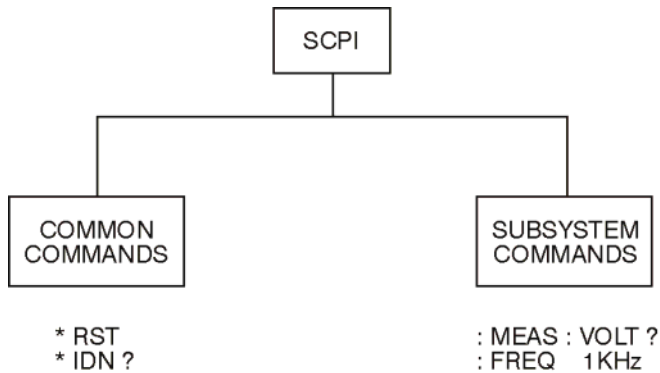 SCPI
COMMON
COMMANDS
SUBSYSTEM
COMMANDS
* RST
* IDN ?
: MEAS : VOLT ?
: FREQ 1KHz